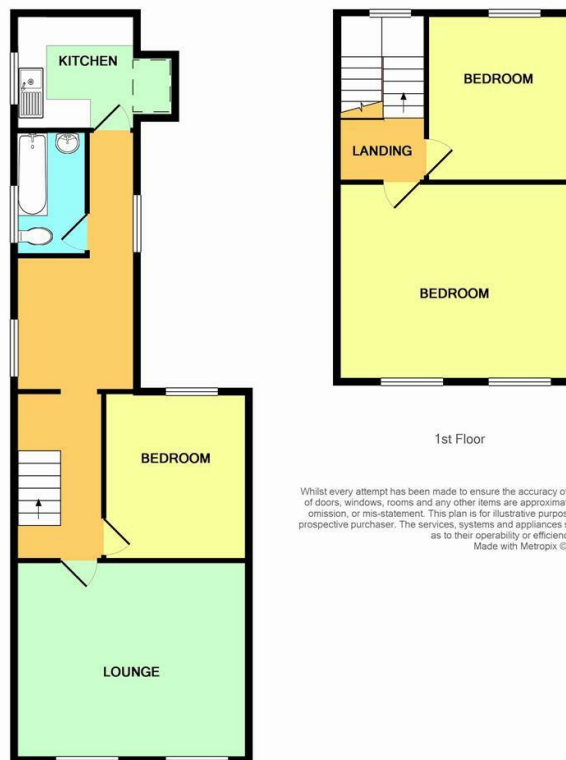 KITCHEN
BEDROOM
LOUNGE
BEDROOM
LANDING
BEDROOM
1st Floor
Whilst every attempt has been made to ensure the accuracy of
of doors, windows, rooms and any other items are approximat
omission, or mis-statement. This plan is for illustrative purpos
prospective purchaser. The services, systems and appliances s
as to their operability or efficienc
Made with Metropix ©